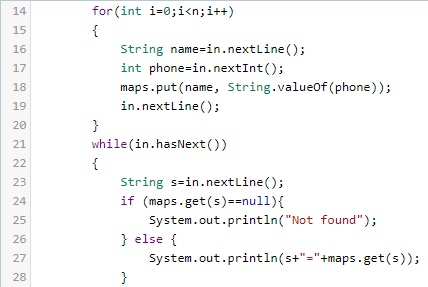 14 for(int i=0;i<n;i++)
15 {
16 String name=in.nextLine();
17 int phone=in.nextInt();
18 maps.put(name, String.valueOf(phone));
19 in.nextLine();
20 }
21 while(in.hasNext())
22 {
23 String s=in.nextLine();
24 if (maps.get(s)==null){
25 System.out.println("Not found");
26 } else {
27 System.out.println(s+"="+maps.get(s));
28 }